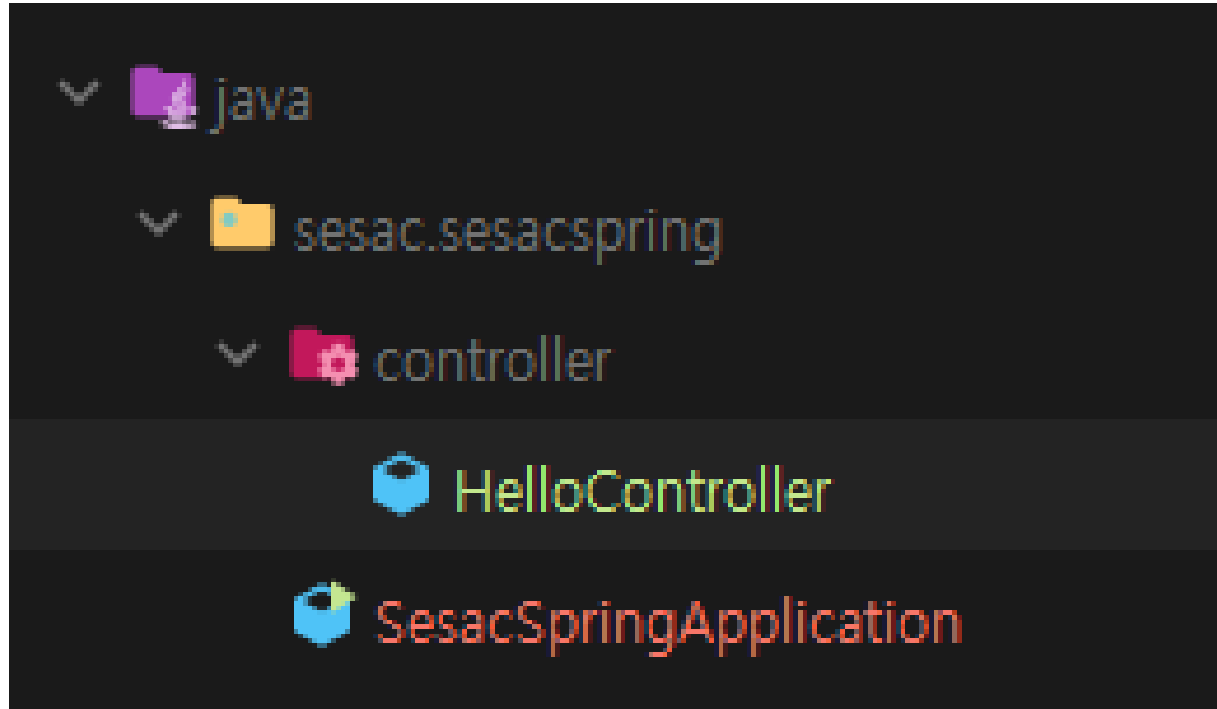 java
sesac.sesacspring
controller
HelloController
SesacSpringApplication